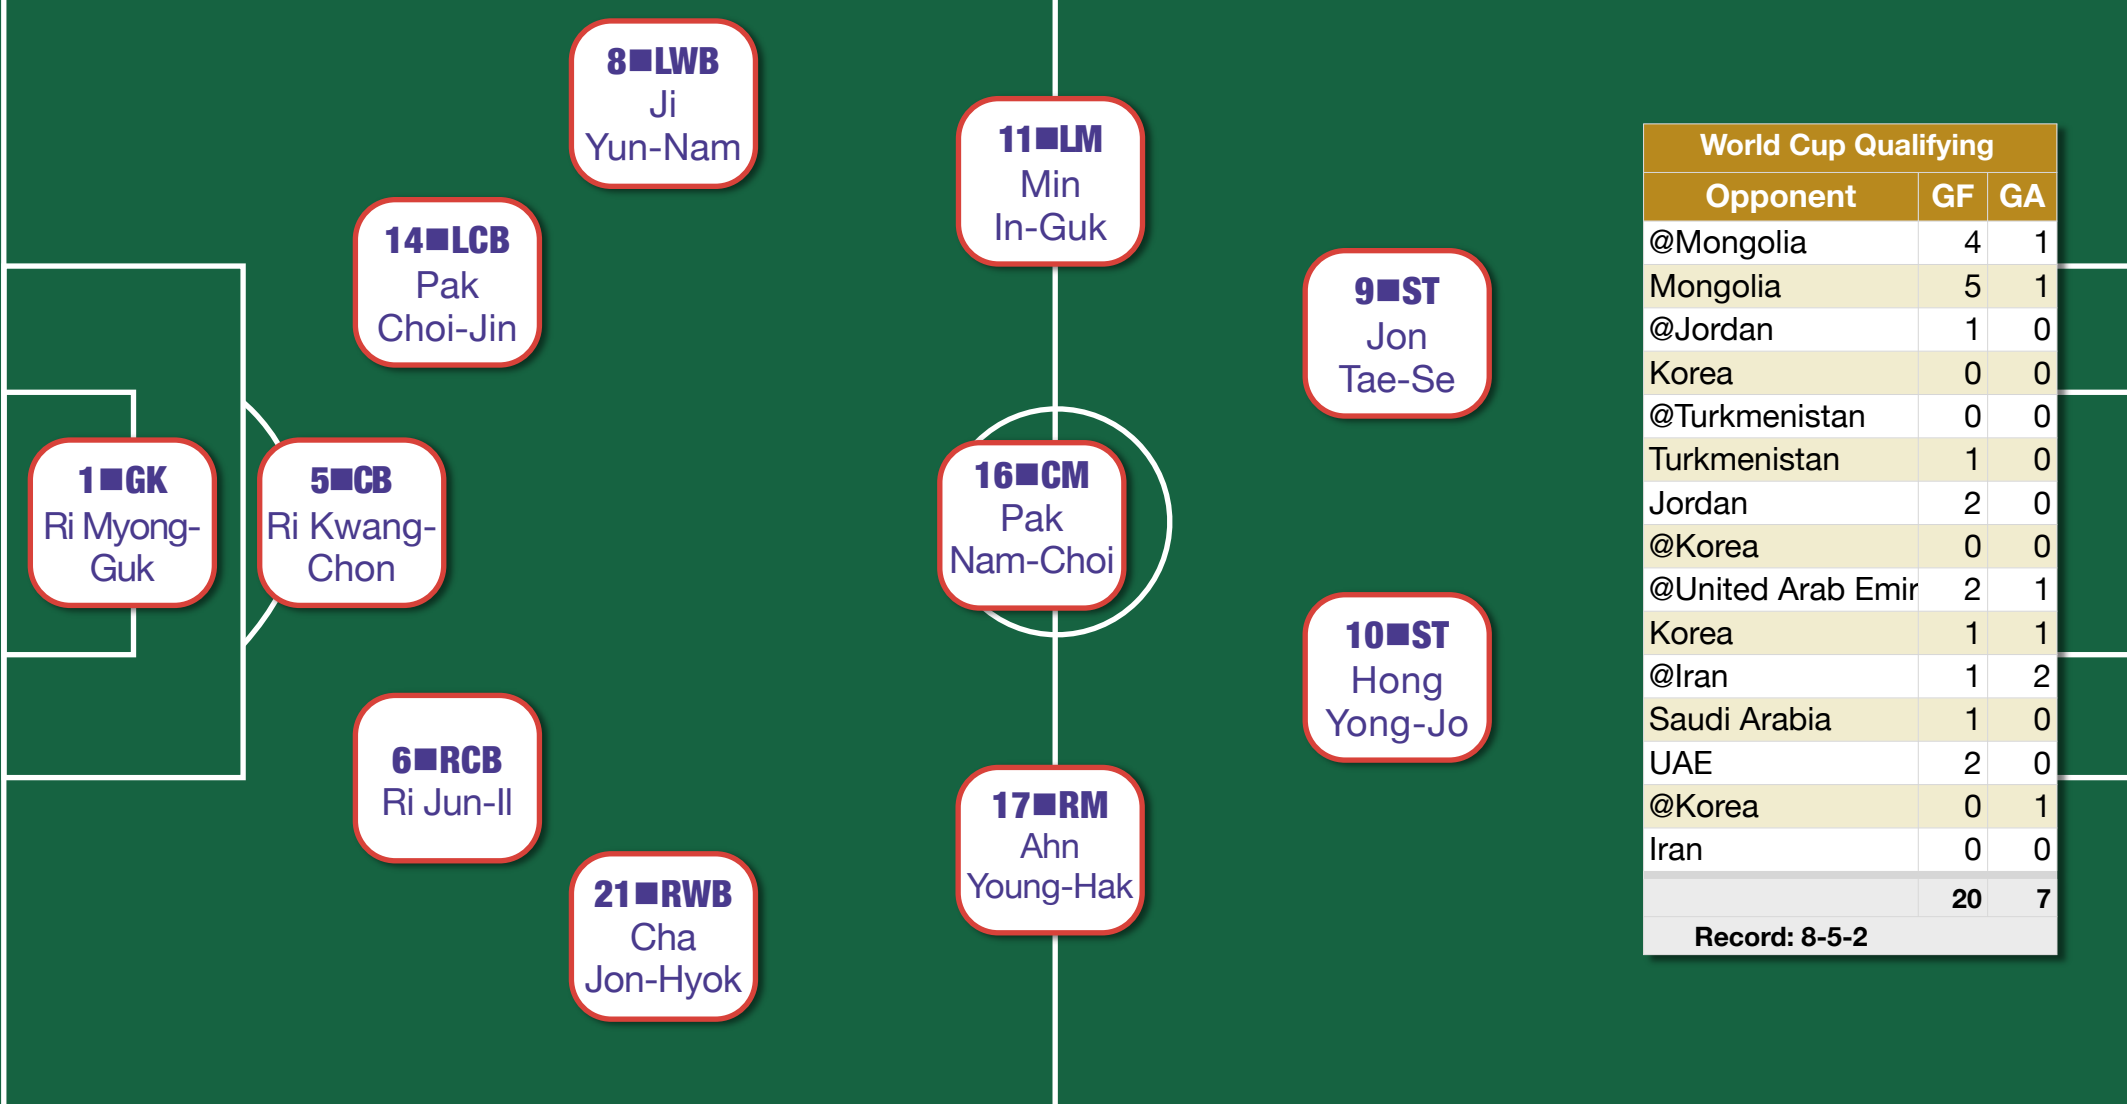 8■LWB
Ji
Yun-Nam
14■LCB
Pak
Choi-Jin
1■GK
Ri Myong-
Guk
5■CB
Ri Kwang-
Chon
6■RCB
Ri Jun-Il
21■RWB
Cha
Jon-Hyok
11■LM
Min
In-Guk
16■CM
Pak
Nam-Choi
17■RM
Ahn
Young-Hak
9■ST
Jon
Tae-Se
10■ST
Hong
Yong-Jo
World Cup Qualifying
Opponent GF GA
@Mongolia 4 1
Mongolia 5 1
@Jordan 1 0
Korea 0 0
@Turkmenistan 0 0
Turkmenistan 1 0
Jordan 2 0
@Korea 0 0
@United Arab Emir 2 1
Korea 1 1
@Iran 1 2
Saudi Arabia 1 0
UAE 2 0
@Korea 0 1
Iran 0 0
20 7
Record: 8-5-2